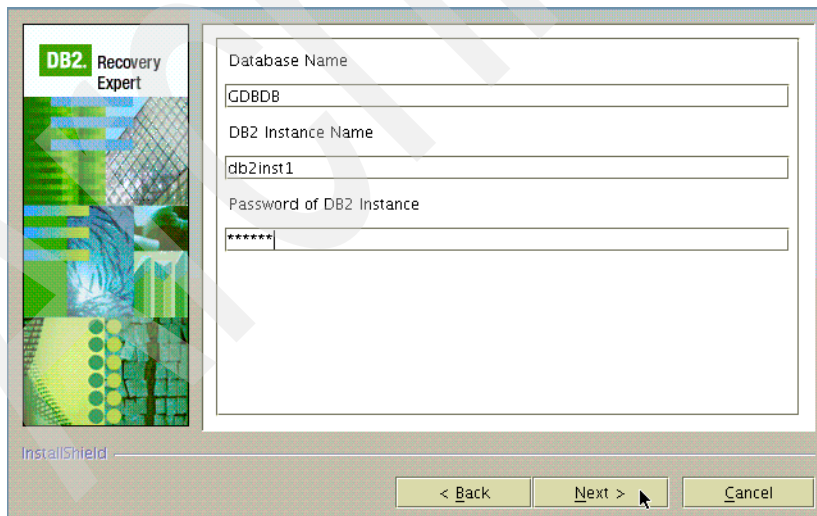 DB2. Recovery
Expert
Database Name
GDBDB
DB2 Instance Name
db2inst1
Password of DB2 Instance
******
InstallShield
< Back
Next >
Cancel